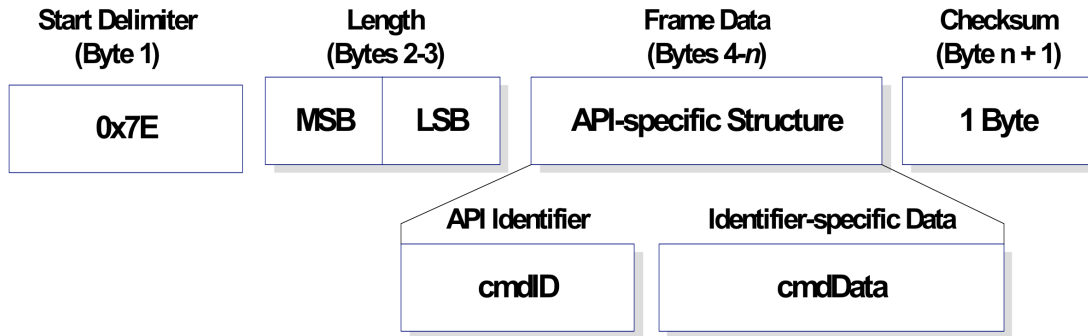 Start Delimiter
(Byte 1)
Length
(Bytes 2-3)
Frame Data
(Bytes 4-n)
Checksum
(Byte n + 1)
0x7E
MSB
LSB
API-specific Structure
1 Byte
API Identifier
Identifier-specific Data
cmdID
cmdData